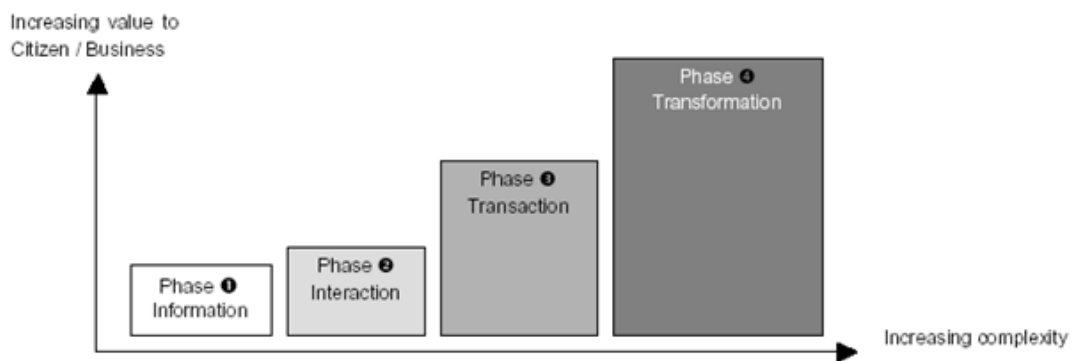 Increasing value to
Citizen / Business
Phase ❹
Transformation
Phase ❸
Transaction
Phase ❷
Interaction
Phase ❶
Information
Increasing complexity